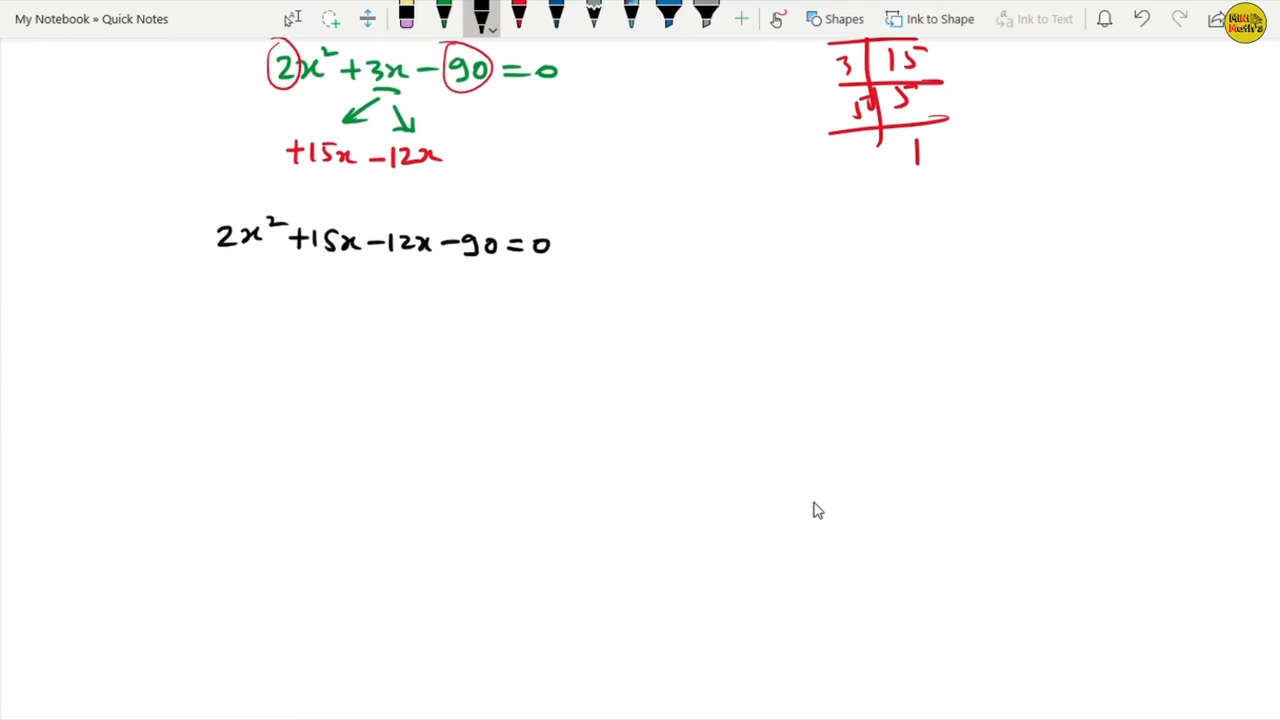 My Notebook » Quick Notes
Shapes
Ink to Shape
Ink to Text
2x² + 3x - 90 = 0
+15x - 12x
3 15
5 5
1
2x² + 15x - 12x - 90 = 0